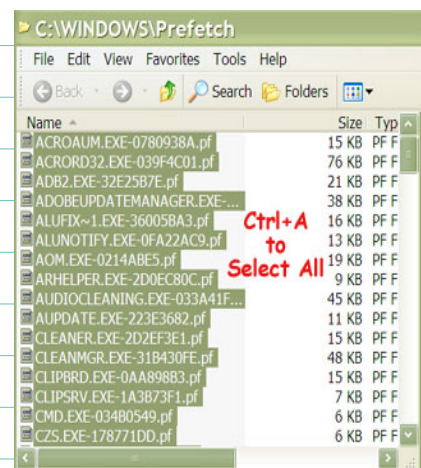 C:\WINDOWS\Prefetch
File Edit View Favorites Tools Help
Back Search Folders
Name Size Typ
ACROAUM.EXE-0780938A.pf 15 KB PF F
ACRORD32.EXE-039F4C01.pf 76 KB PF F
ADB2.EXE-32E25B7E.pf 21 KB PF F
ADOBEUPDATEMANAGER.EXE-... 38 KB PF F
ALUFIX~1.EXE-36005BA3.pf 16 KB PF F
ALUNOTIFY.EXE-0FA22AC9.pf 13 KB PF F
AOM.EXE-0214ABE5.pf 19 KB PF F
ARHELPER.EXE-2D0EC80C.pf 9 KB PF F
AUDIOCLEANING.EXE-033A41F... 45 KB PF F
AUPDATE.EXE-223E3682.pf 11 KB PF F
CLEANER.EXE-2D2EF3E1.pf 15 KB PF F
CLEANMGR.EXE-31B430FE.pf 48 KB PF F
CLIPBRD.EXE-0AA898B3.pf 15 KB PF F
CLIPSRV.EXE-1A3B73F1.pf 7 KB PF F
CMD.EXE-034B0549.pf 6 KB PF F
CZS.EXE-178771DD.pf 6 KB PF F
Ctrl+A
to
Select All